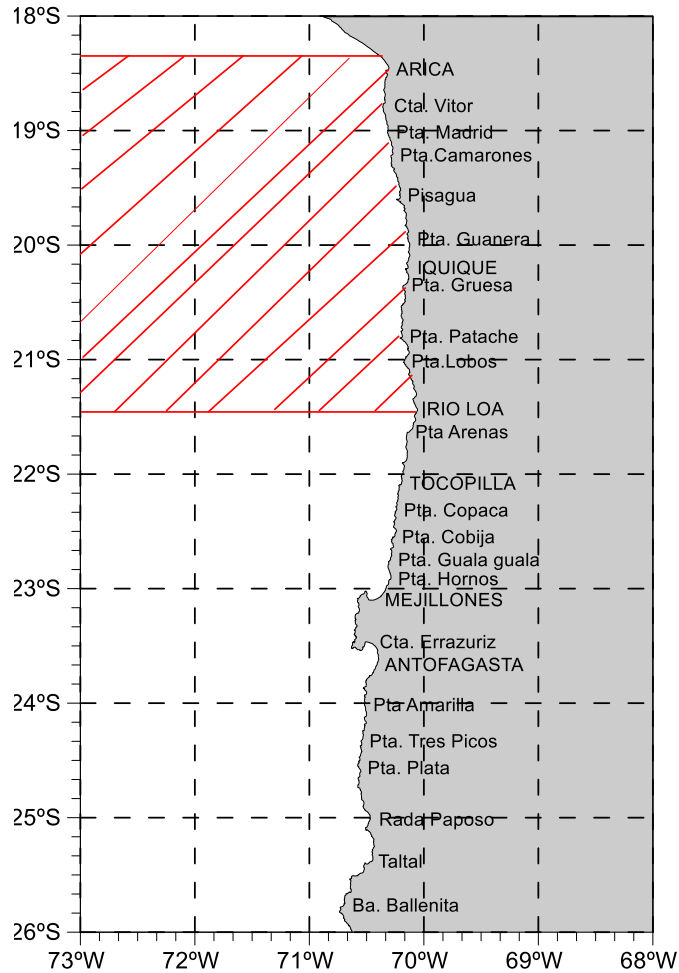 18ºS
ARICA
Cta. Vitor
19ºS
Pta. Madrid
Pta.Camarones
Pisagua
20ºS
Pta. Guanera
IQUIQUE
Pta. Gruesa
Pta. Patache
21ºS
Pta.Lobos
RIO LOA
Pta Arenas
22ºS
TOCOPILLA
Pta. Copaca
Pta. Cobija
Pta. Guala guala
23ºS
Pta. Hornos
MEJILLONES
Cta. Errazuriz
ANTOFAGASTA
24ºS
Pta Amarilla
Pta. Tres Picos
Pta. Plata
25ºS
Rada Paposo
Taltal
Ba. Ballenita
26ºS
73ºW 72ºW 71ºW 70ºW 69ºW 68ºW